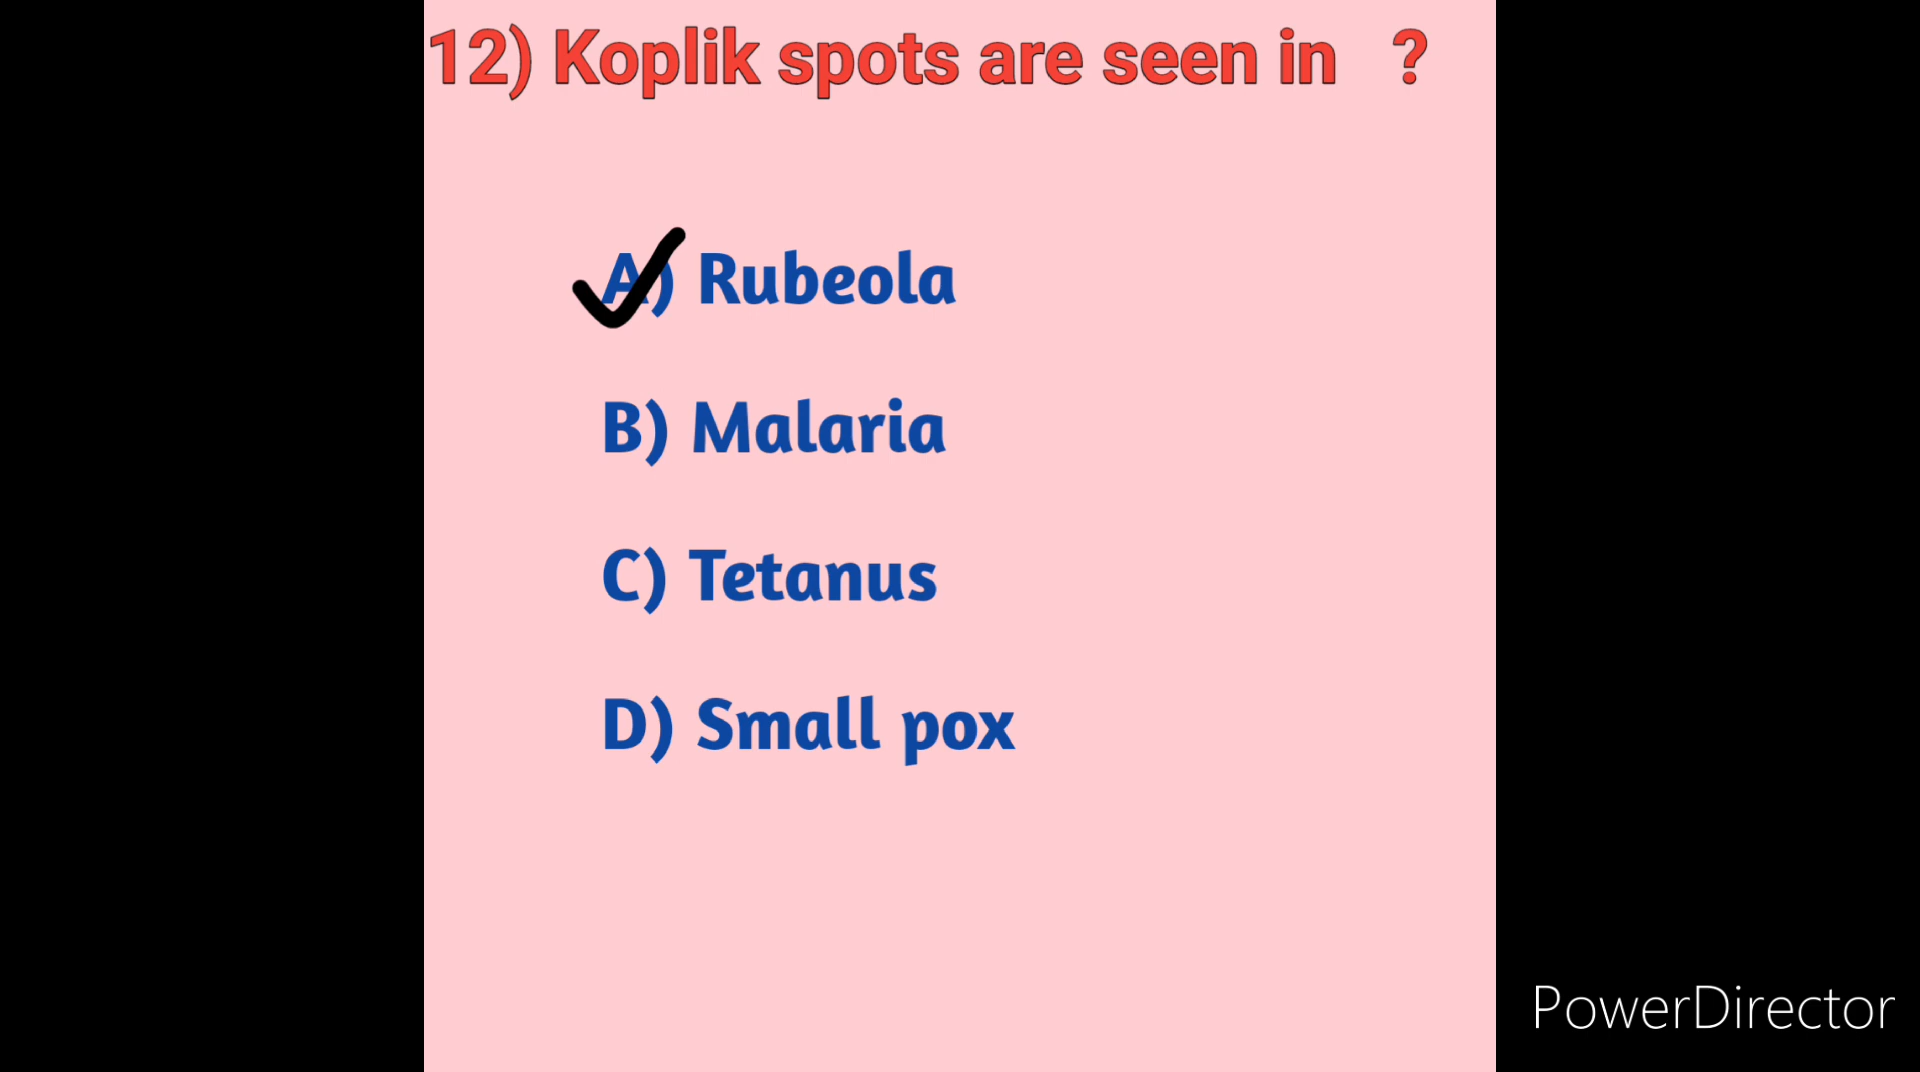 12) Koplik spots are seen in ?
A) Rubeola
B) Malaria
C) Tetanus
D) Small pox
PowerDirector